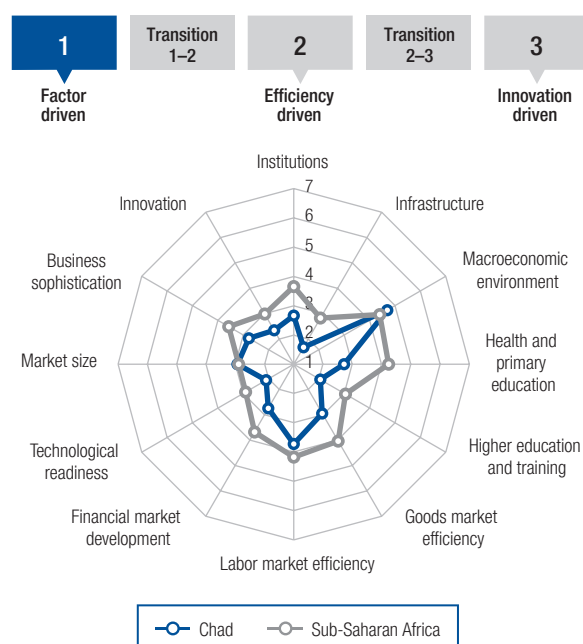 1
Transition
1–2
2
Transition
2–3
3
Factor
driven
Efficiency
driven
Innovation
driven
Institutions
7
6
5
4
3
2
1
Infrastructure
Macroeconomic
environment
Health and
primary
education
Higher education
and training
Goods market
efficiency
Labor market efficiency
Financial market
development
Technological
readiness
Market size
Business
sophistication
Innovation
Chad
Sub-Saharan Africa